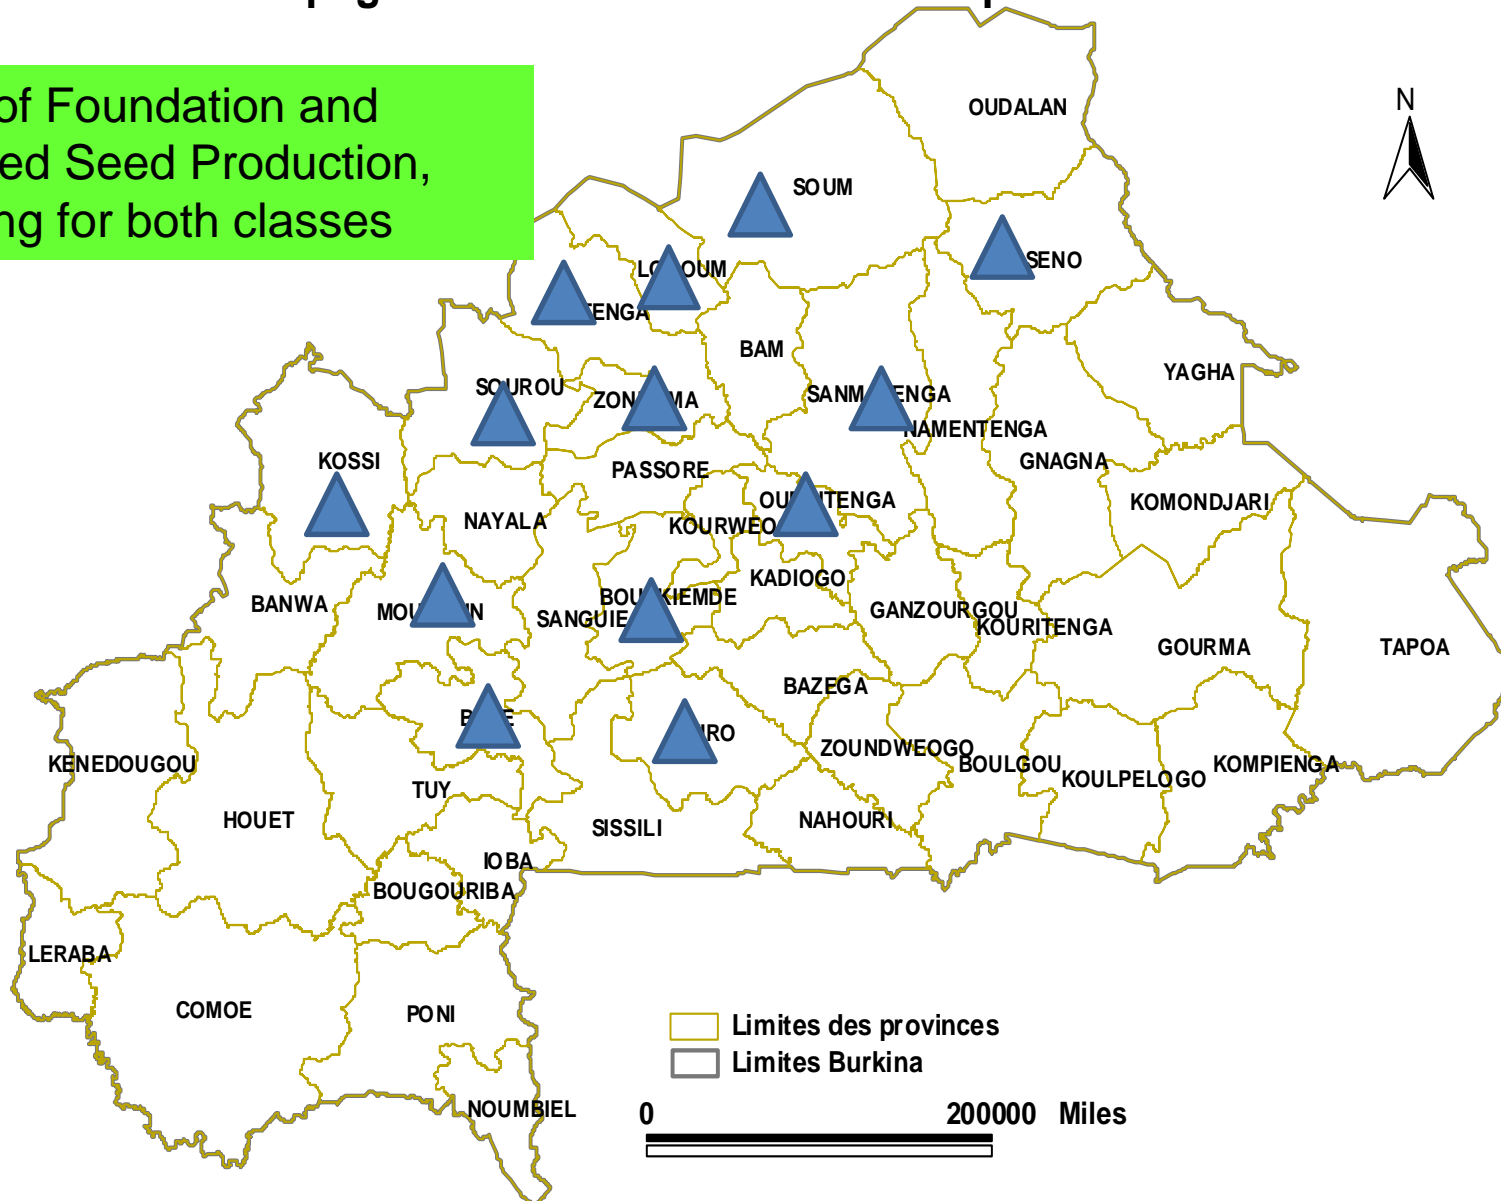 of Foundation and
ed Seed Production,
ng for both classes
N
OUDALAN
SOUM
SENO
BAM
YAGHA
NAMENTENGA
KOSSI
GNAGNA
PASSORE
KOMONDJARI
NAYALA
KADIOGO
BANWA
SANGUIE
GANZOURGOU
KOURITENGA
GOURMA
TAPOA
BAZEGA
ZOUNDWEOGO
KENEDOUGOU
BOULGOU
KOULPELOGO
KOMPIENGA
TUY
HOUET
SISSILI
NAHOURI
IOBA
BOUGOURIBA
LERABA
COMOE
PONI
NOUMBIEL
Limites des provinces
Limites Burkina
0 200000 Miles